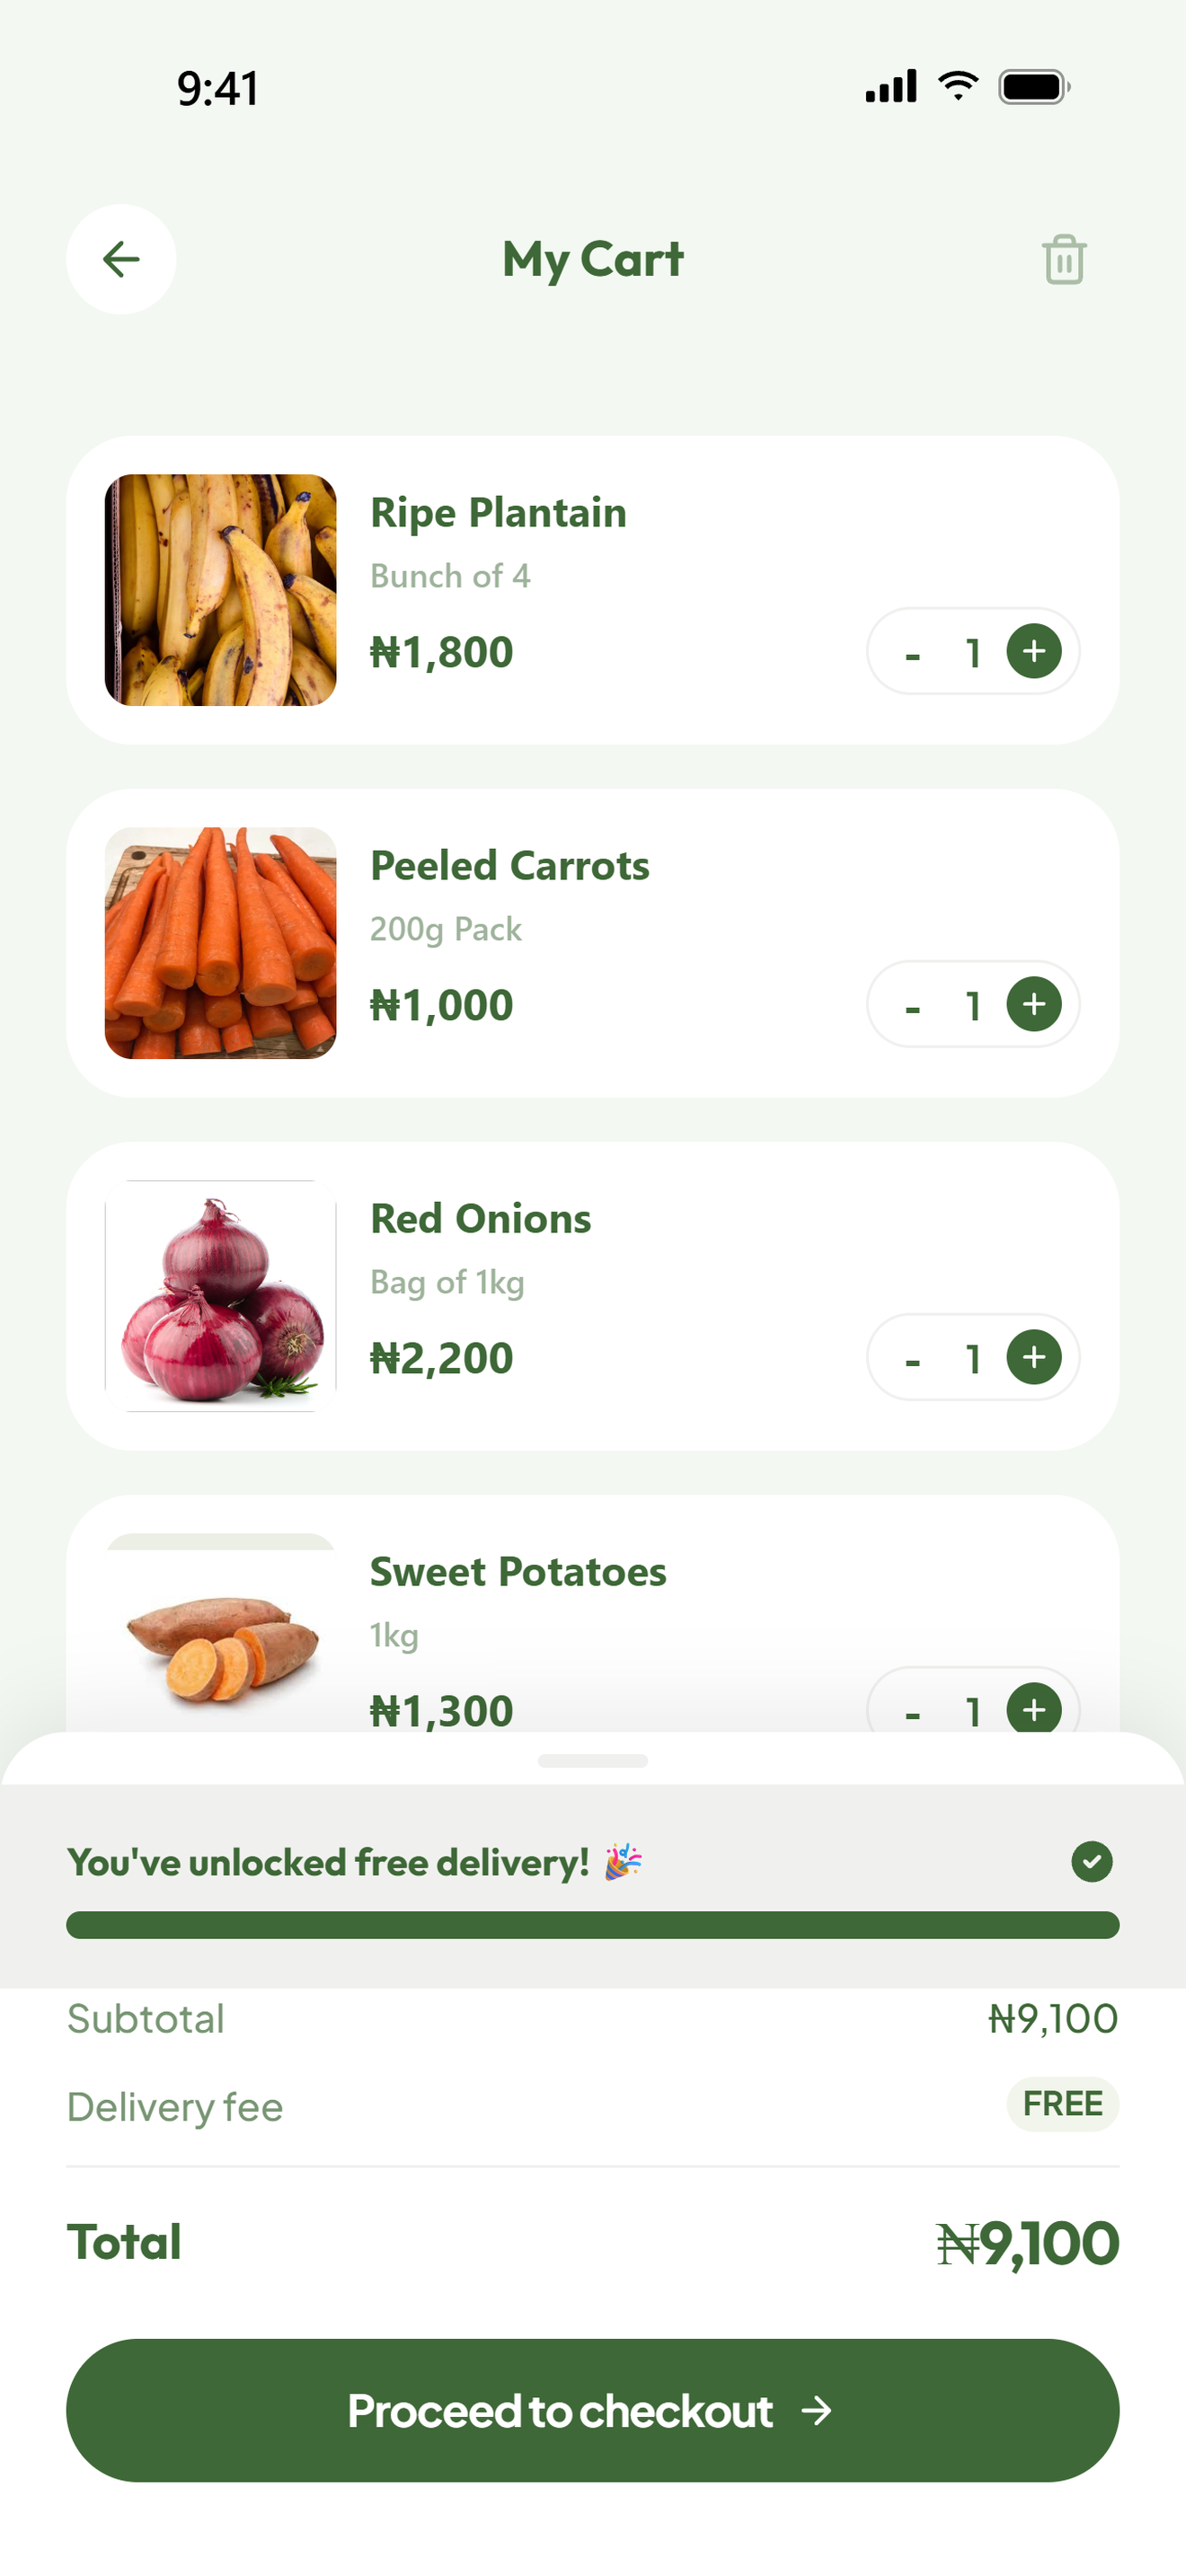 9:41
My Cart
Ripe Plantain
Bunch of 4
₦1,800
- 1 +
Peeled Carrots
200g Pack
₦1,000
- 1 +
Red Onions
Bag of 1kg
₦2,200
- 1 +
Sweet Potatoes
1kg
₦1,300
- 1 +
You've unlocked free delivery! 🎉
Subtotal ₦9,100
Delivery fee FREE
Total ₦9,100
Proceed to checkout →